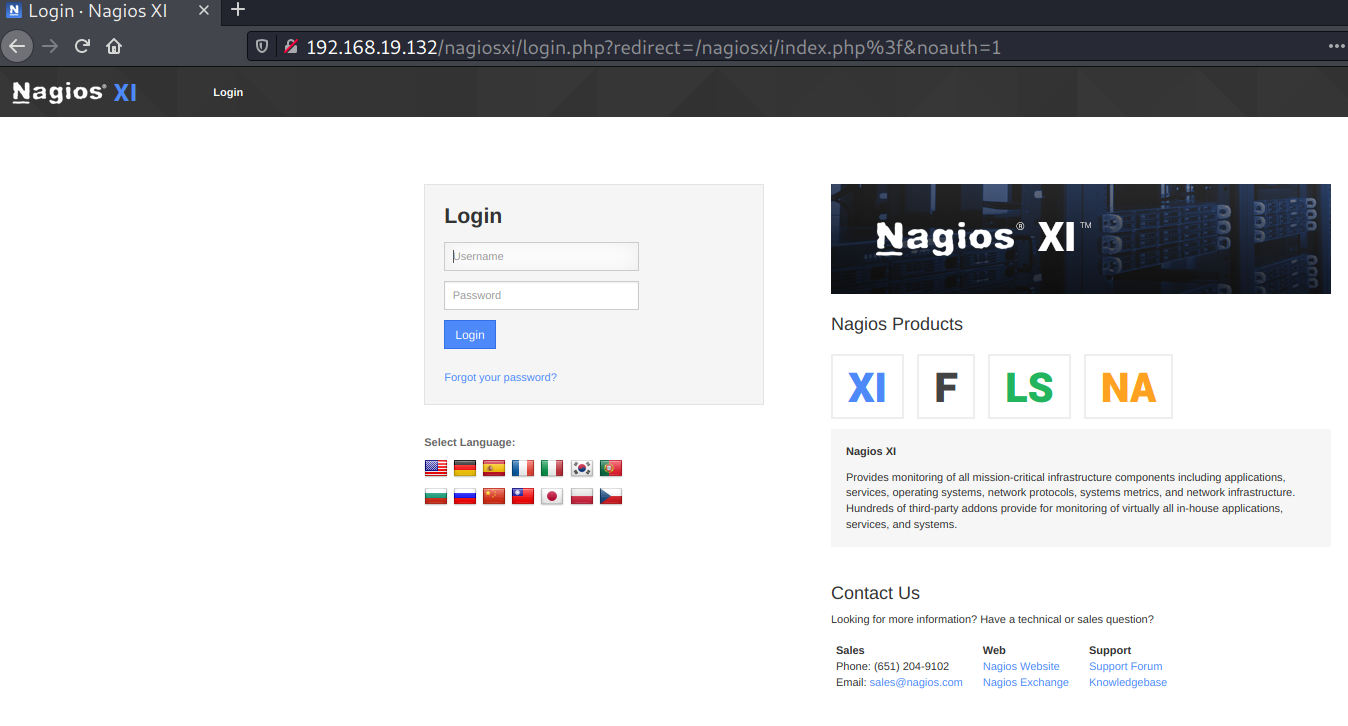 Login · Nagios XI
192.168.19.132/nagiosxi/login.php?redirect=/nagiosxi/index.php%3f&noauth=1
Nagios® XI
Login
Login
Username
Password
Login
Forgot your password?
Select Language:
Nagios® XI™
Nagios Products
XI F LS NA
Nagios XI
Provides monitoring of all mission-critical infrastructure components including applications,
services, operating systems, network protocols, systems metrics, and network infrastructure.
Hundreds of third-party addons provide for monitoring of virtually all in-house applications,
services, and systems.
Contact Us
Looking for more information? Have a technical or sales question?
Sales Web Support
Phone: (651) 204-9102 Nagios Website Support Forum
Email: sales@nagios.com Nagios Exchange Knowledgebase